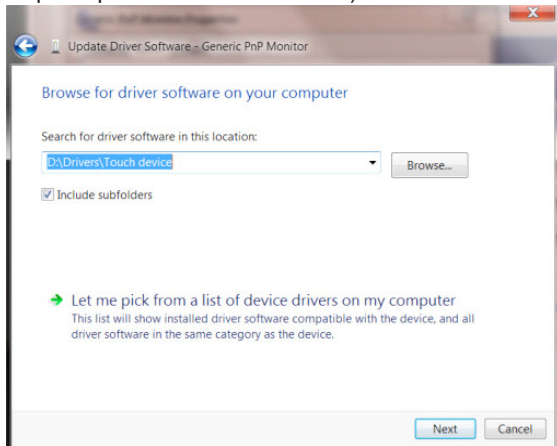 Update Driver Software - Generic PnP Monitor
Browse for driver software on your computer
Search for driver software in this location:
D:\Drivers\Touch device
Browse...
Include subfolders
Let me pick from a list of device drivers on my computer
This list will show installed driver software compatible with the device, and all
driver software in the same category as the device.
Next
Cancel